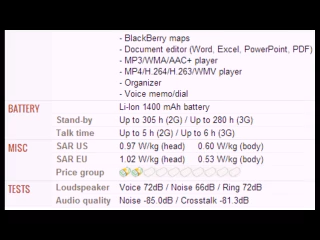 - BlackBerry maps
- Document editor (Word, Excel, PowerPoint, PDF)
- MP3/WMA/AAC+ player
- MP4/H.264/H.263/WMV player
- Organizer
- Voice memo/dial
BATTERY Li-Ion 1400 mAh battery
Stand-by Up to 305 h (2G) / Up to 280 h (3G)
Talk time Up to 5 h (2G) / Up to 6 h (3G)
MISC SAR US 0.97 W/kg (head) 0.60 W/kg (body)
SAR EU 1.02 W/kg (head) 0.53 W/kg (body)
Price group
TESTS Loudspeaker Voice 72dB / Noise 66dB / Ring 72dB
Audio quality Noise -85.0dB / Crosstalk -81.3dB